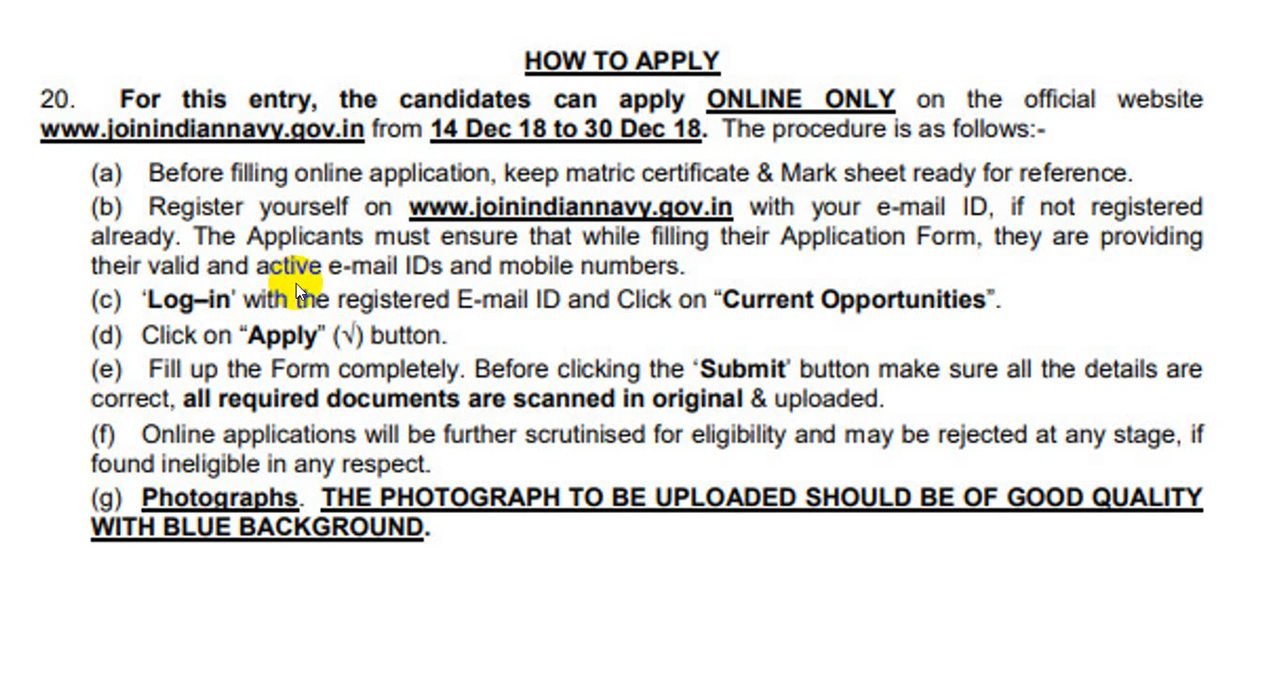 HOW TO APPLY
20. For this entry, the candidates can apply ONLINE ONLY on the official website
www.joinindiannavy.gov.in from 14 Dec 18 to 30 Dec 18. The procedure is as follows:-
(a) Before filling online application, keep matric certificate & Mark sheet ready for reference.
(b) Register yourself on www.joinindiannavy.gov.in with your e-mail ID, if not registered
already. The Applicants must ensure that while filling their Application Form, they are providing
their valid and active e-mail IDs and mobile numbers.
(c) ‘Log–in’ with the registered E-mail ID and Click on “Current Opportunities”.
(d) Click on “Apply” (√) button.
(e) Fill up the Form completely. Before clicking the ‘Submit’ button make sure all the details are
correct, all required documents are scanned in original & uploaded.
(f) Online applications will be further scrutinised for eligibility and may be rejected at any stage, if
found ineligible in any respect.
(g) Photographs. THE PHOTOGRAPH TO BE UPLOADED SHOULD BE OF GOOD QUALITY
WITH BLUE BACKGROUND.